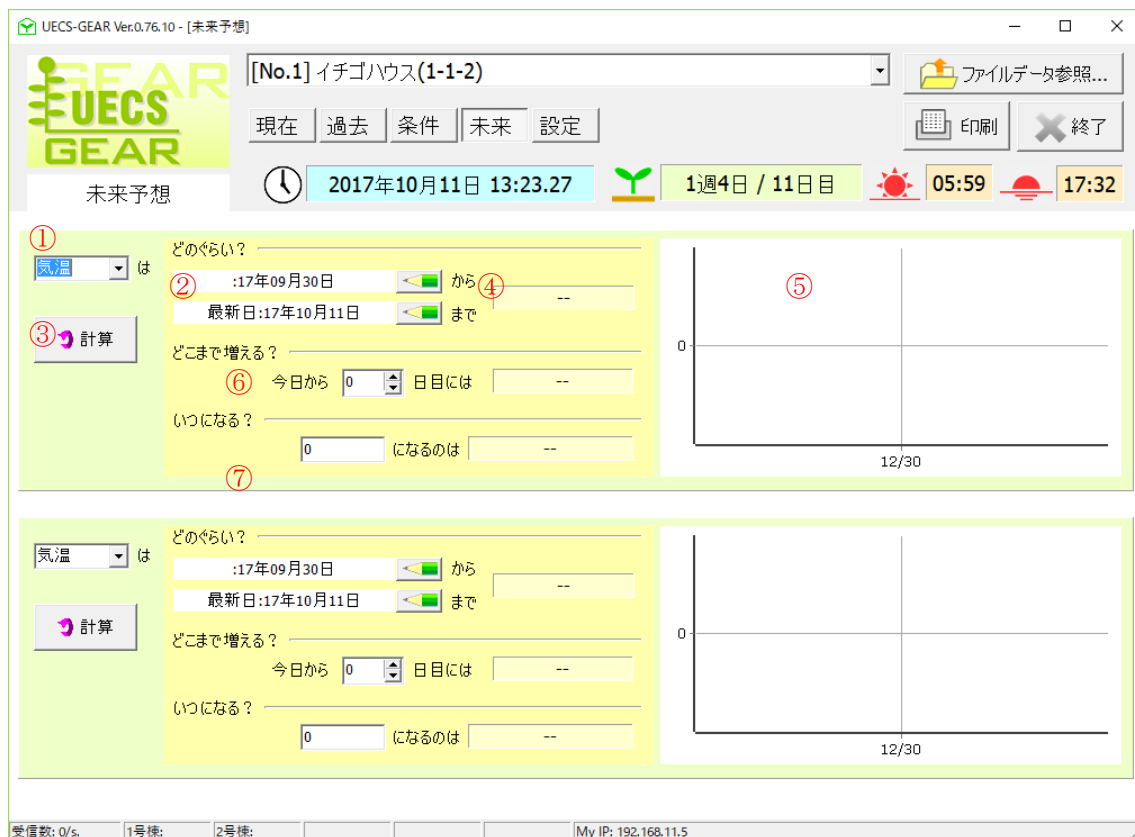 UECS-GEAR Ver.0.76.10 - [未来予想]
GEAR
UECS
GEAR
未来予想
[No.1] イチゴハウス(1-1-2)
ファイルデータ参照...
現在 過去 条件 未来 設定
印刷 終了
2017年10月11日 13:23.27
1週4日 / 11日目
05:59
17:32
①
気温 は
③ 計算
どのぐらい?
② :17年09月30日 から ④
最新日:17年10月11日 まで
--
どこまで増える?
⑥ 今日から 0 日目には --
いつになる?
0 になるのは --
⑦
⑤
0
12/30
気温 は
計算
どのぐらい?
:17年09月30日 から
最新日:17年10月11日 まで
--
どこまで増える?
今日から 0 日目には --
いつになる?
0 になるのは --
0
12/30
受信数: 0/s. 1号棟: 2号棟: My IP: 192.168.11.5